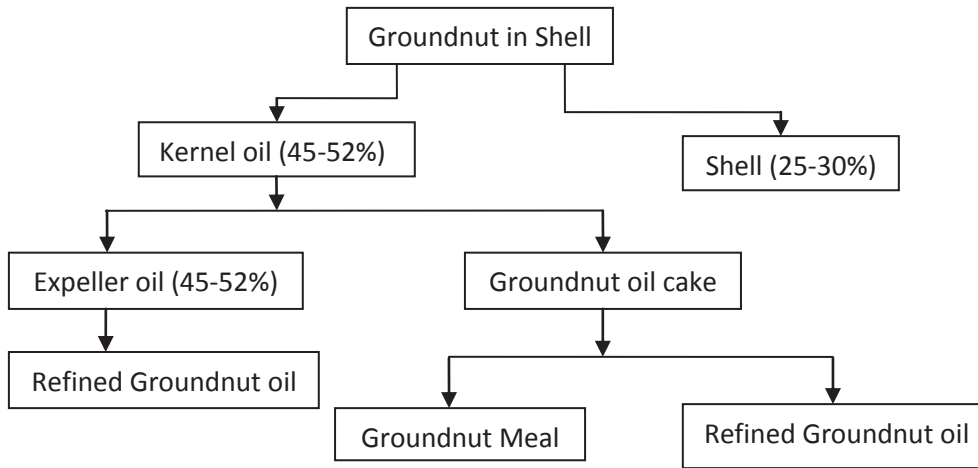 Groundnut in Shell
Kernel oil (45-52%)
Shell (25-30%)
Expeller oil (45-52%)
Groundnut oil cake
Refined Groundnut oil
Groundnut Meal
Refined Groundnut oil